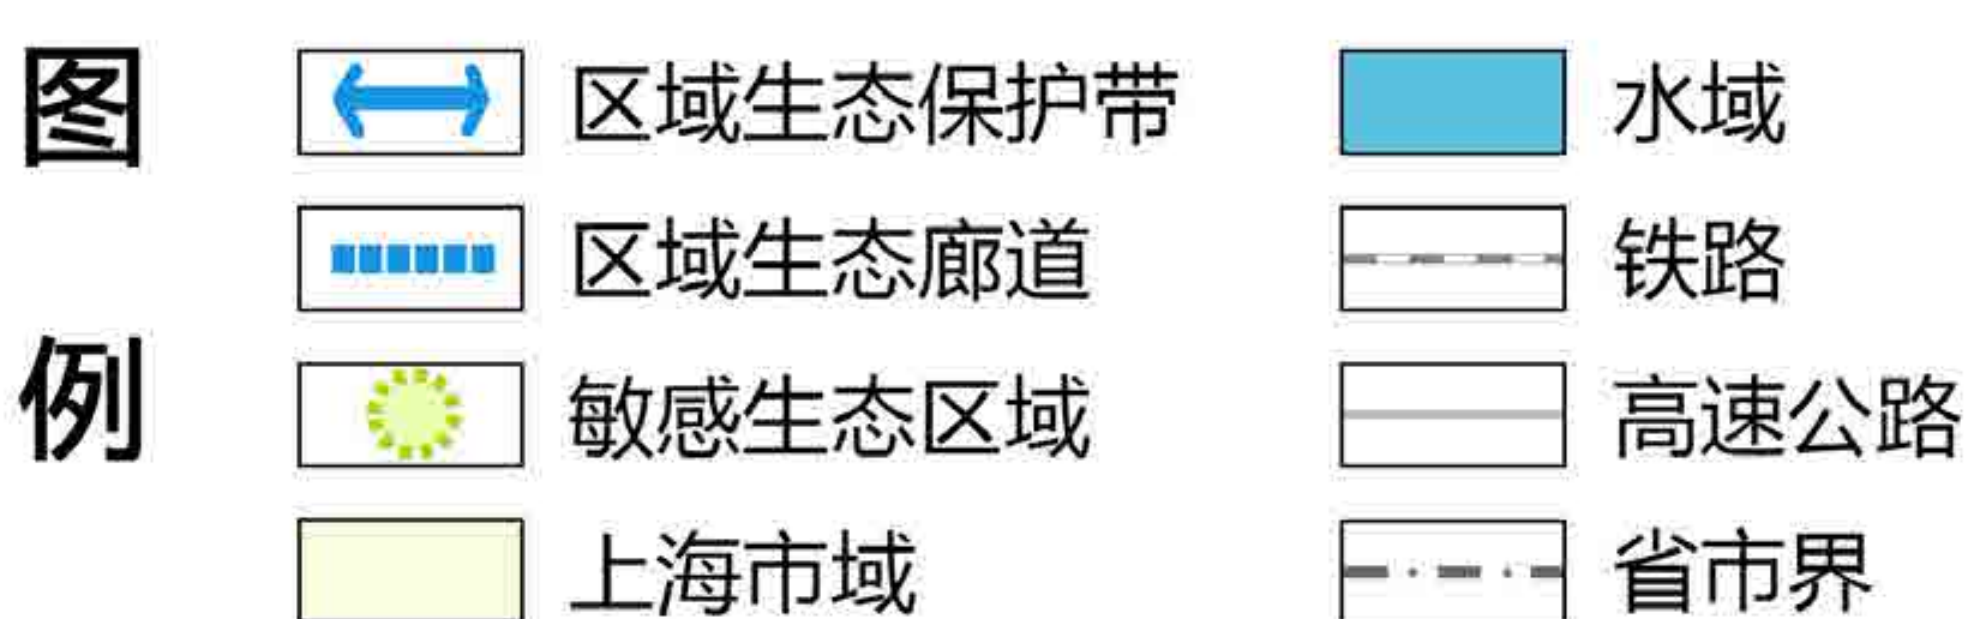 图例
区域生态保护带
区域生态廊道
敏感生态区域
上海市域
水域
铁路
高速公路
省市界